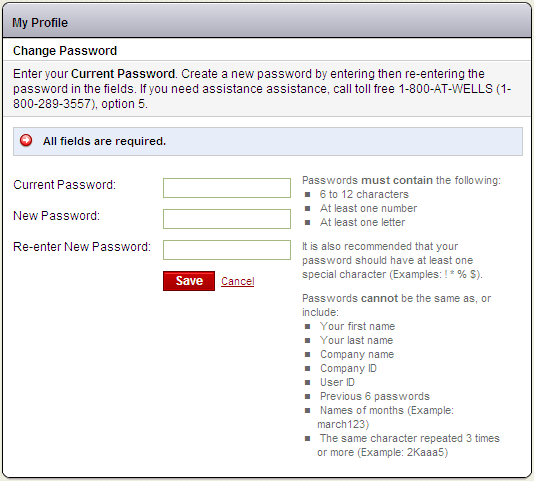 My Profile
Change Password
Enter your Current Password. Create a new password by entering then re-entering the
password in the fields. If you need assistance assistance, call toll free 1-800-AT-WELLS (1-
800-289-3557), option 5.
All fields are required.
Current Password:
New Password:
Re-enter New Password:
Save Cancel
Passwords must contain the following:
■ 6 to 12 characters
■ At least one number
■ At least one letter
It is also recommended that your
password should have at least one
special character (Examples: ! * % $).
Passwords cannot be the same as, or
include:
■ Your first name
■ Your last name
■ Company name
■ Company ID
■ User ID
■ Previous 6 passwords
■ Names of months (Example:
march123)
■ The same character repeated 3 times
or more (Example: 2Kaaa5)